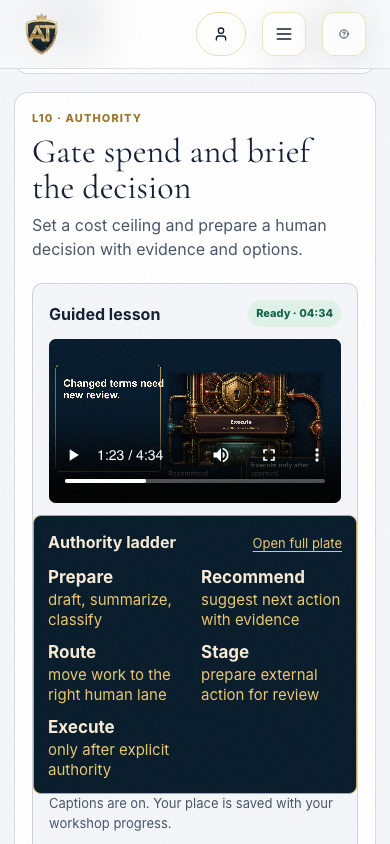 AT
L10 · AUTHORITY
Gate spend and brief
the decision
Set a cost ceiling and prepare a human
decision with evidence and options.
Guided lesson
Ready · 04:34
Changed terms need
new review.
Execute
1:23 / 4:34
Recommend
Execute only after
approval
Authority ladder
Open full plate
Prepare
draft, summarize,
classify
Recommend
suggest next action
with evidence
Route
move work to the
right human lane
Stage
prepare external
action for review
Execute
only after explicit
authority
Captions are on. Your place is saved with your
workshop progress.